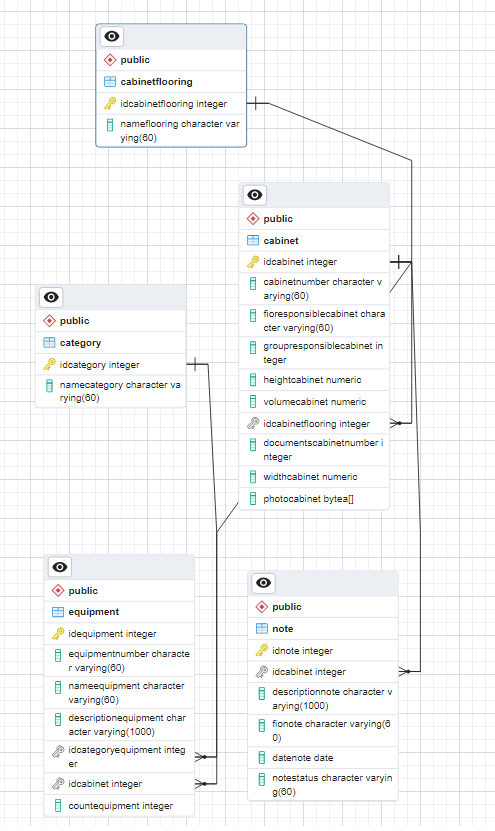 public
cabinetflooring
idcabinetflooring integer
nameflooring character var
ying(60)
public
cabinet
idcabinet integer
cabinetnumber character v
arying(60)
fioresponsiblecabinet chara
cter varying(60)
groupresponsiblecabinet in
teger
heightcabinet numeric
volumecabinet numeric
idcabinetflooring integer
documentscabinetnumber i
nteger
widthcabinet numeric
photocabinet bytea[]
public
category
idcategory integer
namecategory character va
rying(60)
public
equipment
idequipment integer
equipmentnumber characte
r varying(60)
nameequipment character
varying(60)
descriptionequipment char
acter varying(1000)
idcategoryequipment integ
er
idcabinet integer
countequipment integer
public
note
idnote integer
idcabinet integer
descriptionnote character v
arying(1000)
fionote character varying(6
0)
datenote date
notestatus character varyin
g(60)